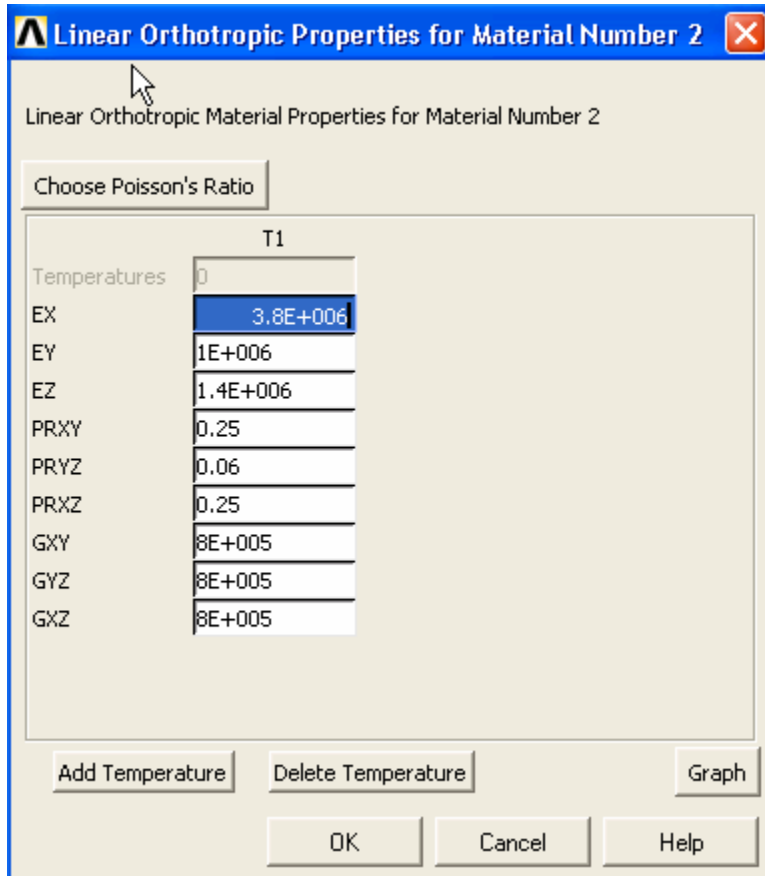 Linear Orthotropic Properties for Material Number 2
Linear Orthotropic Material Properties for Material Number 2
Choose Poisson's Ratio
T1
Temperatures 0
EX 3.8E+006
EY 1E+006
EZ 1.4E+006
PRXY 0.25
PRYZ 0.06
PRXZ 0.25
GXY 8E+005
GYZ 8E+005
GXZ 8E+005
Add Temperature Delete Temperature Graph
OK Cancel Help